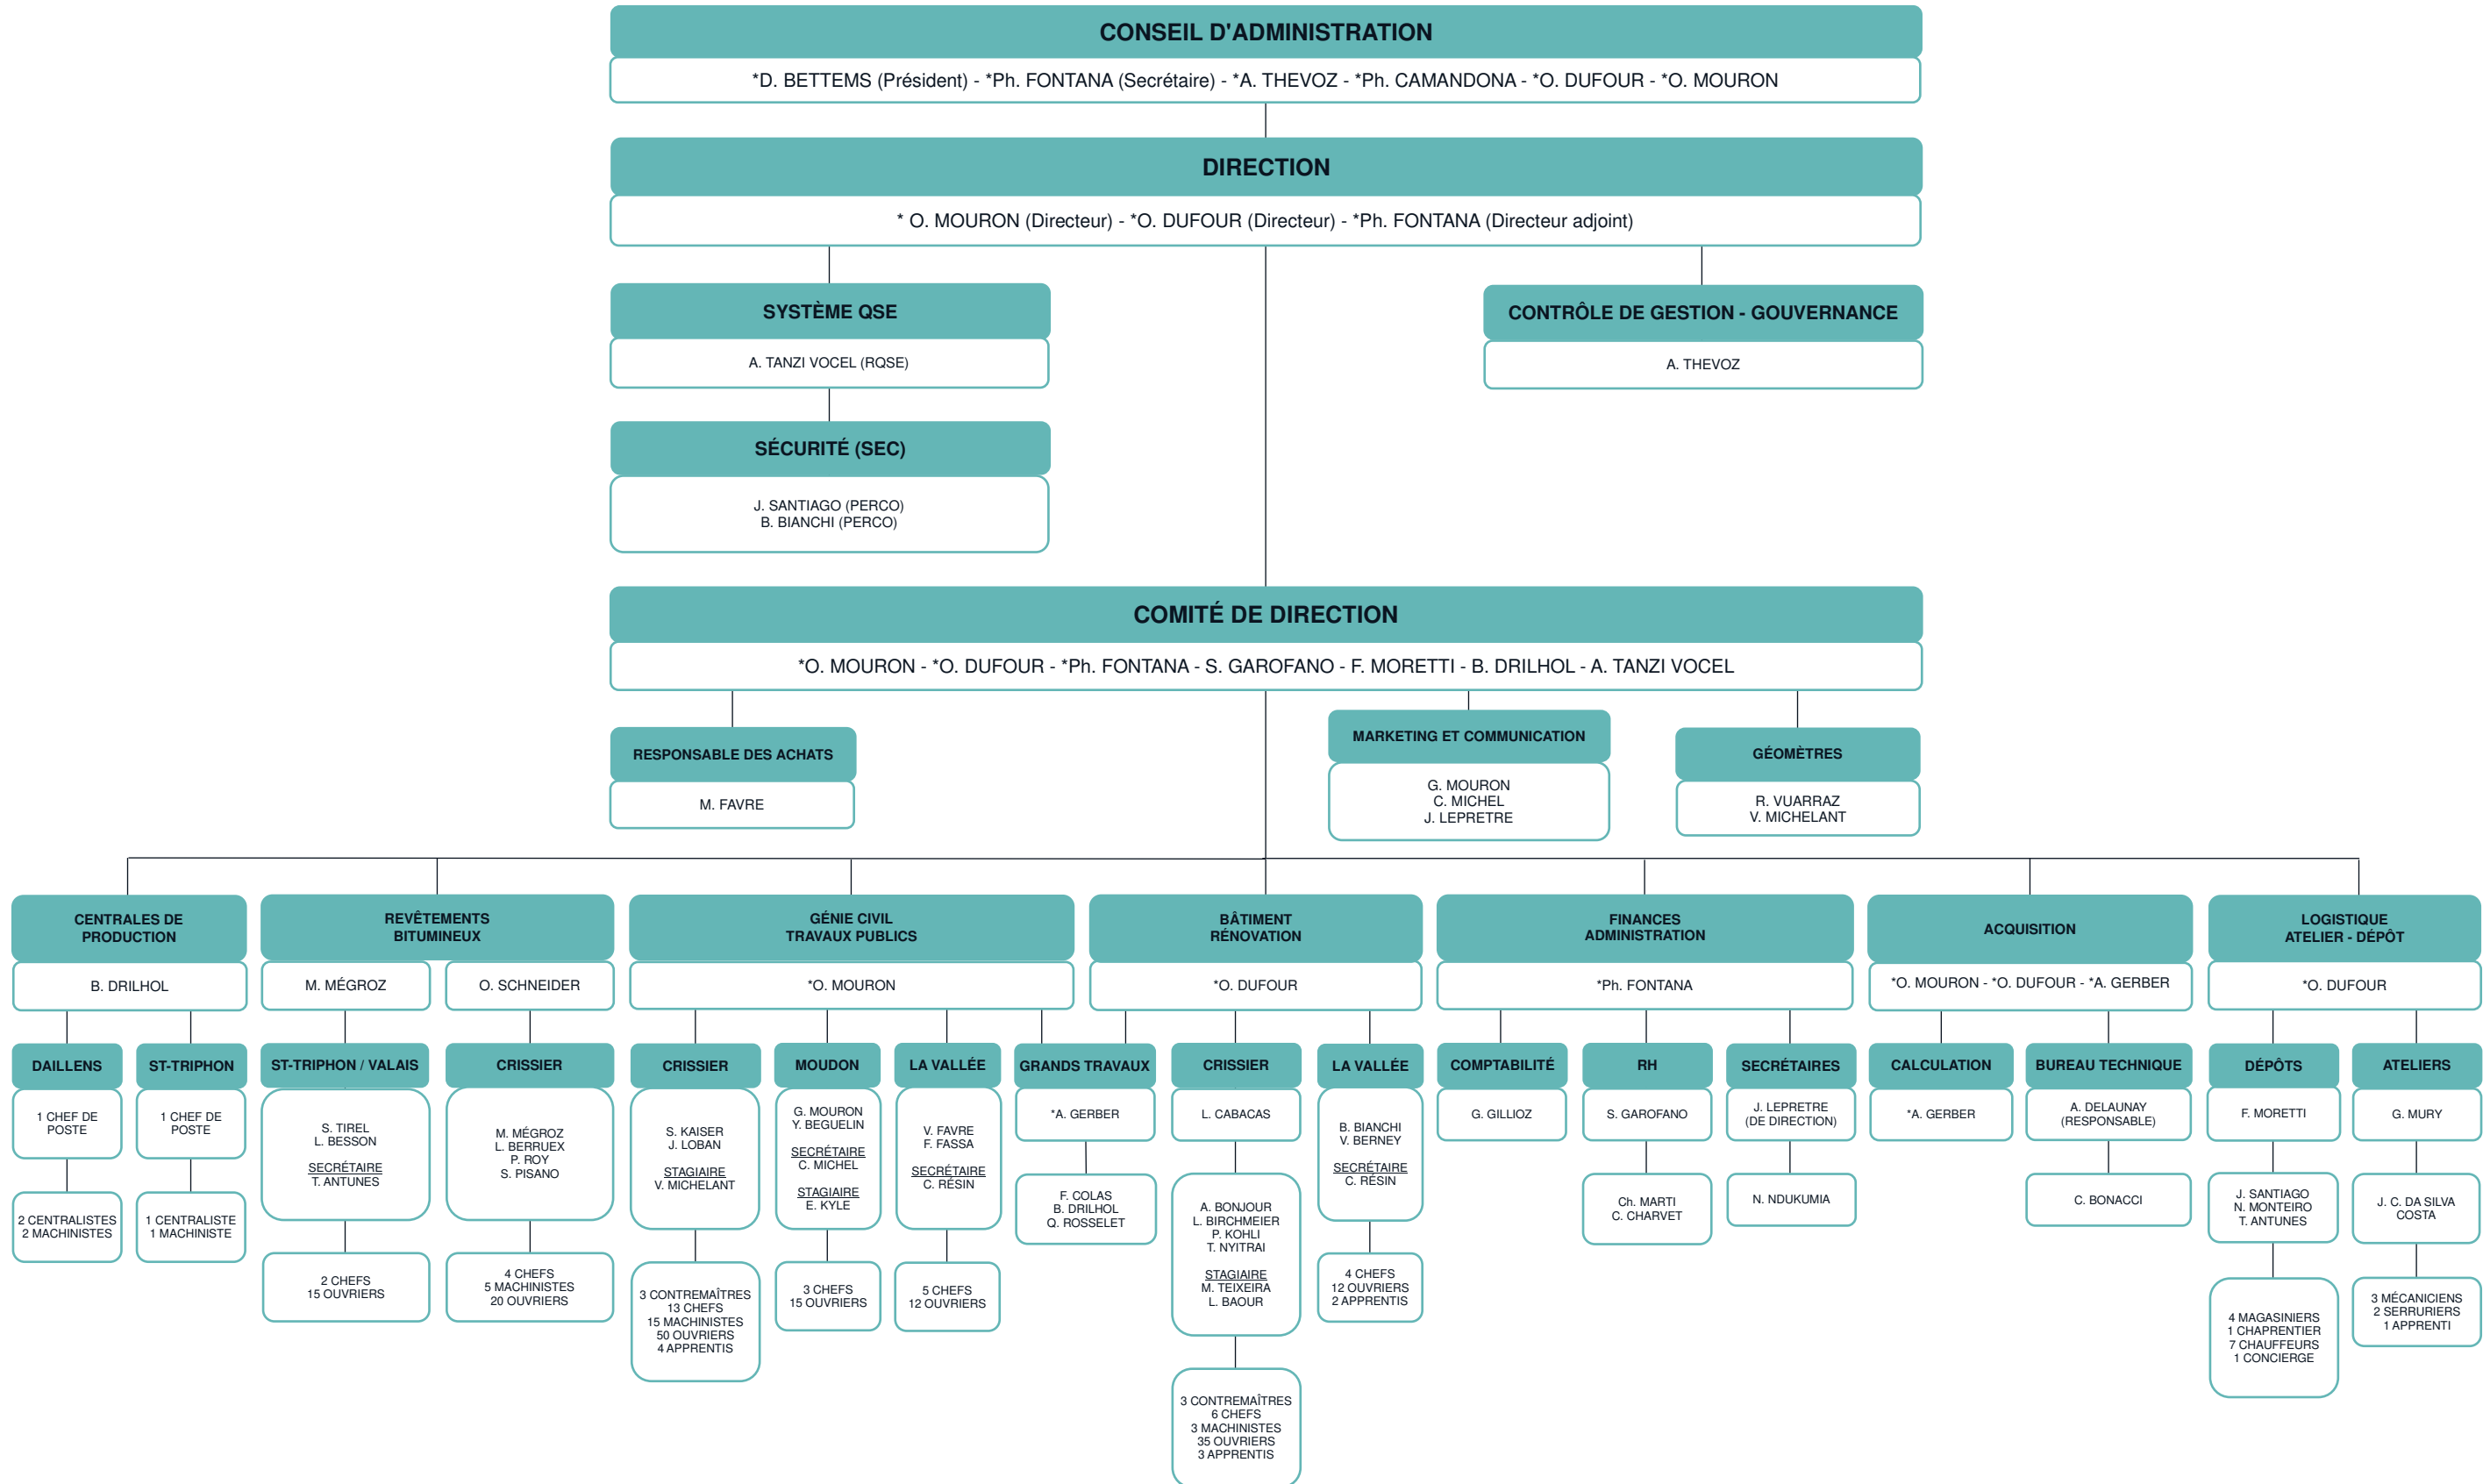 CONSEIL D'ADMINISTRATION
*D. BETTEMS (Président) - *Ph. FONTANA (Secrétaire) - *A. THEVOZ - *Ph. CAMANDONA - *O. DUFOUR - *O. MOURON
DIRECTION
* O. MOURON (Directeur) - *O. DUFOUR (Directeur) - *Ph. FONTANA (Directeur adjoint)
SYSTÈME QSE
A. TANZI VOCEL (RQSE)
CONTRÔLE DE GESTION - GOUVERNANCE
A. THEVOZ
SÉCURITÉ (SEC)
J. SANTIAGO (PERCO)
B. BIANCHI (PERCO)
COMITÉ DE DIRECTION
*O. MOURON - *O. DUFOUR - *Ph. FONTANA - S. GAROFANO - F. MORETTI - B. DRILHOL - A. TANZI VOCEL
RESPONSABLE DES ACHATS
M. FAVRE
MARKETING ET COMMUNICATION
G. MOURON
C. MICHEL
J. LEPRETRE
GÉOMÈTRES
R. VUARRAZ
V. MICHELANT
CENTRALES DE
PRODUCTION
B. DRILHOL
DAILLENS
1 CHEF DE
POSTE
2 CENTRALISTES
2 MACHINISTES
ST-TRIPHON
1 CHEF DE
POSTE
1 CENTRALISTE
1 MACHINISTE
REVÊTEMENTS
BITUMINEUX
M. MÉGROZ
ST-TRIPHON / VALAIS
S. TIREL
L. BESSON
SECRÉTAIRE
T. ANTUNES
2 CHEFS
15 OUVRIERS
O. SCHNEIDER
CRISSIER
M. MÉGROZ
L. BERRUEX
P. ROY
S. PISANO
4 CHEFS
5 MACHINISTES
20 OUVRIERS
GÉNIE CIVIL
TRAVAUX PUBLICS
*O. MOURON
CRISSIER
S. KAISER
J. LOBAN
STAGIAIRE
V. MICHELANT
3 CONTREMAÎTRES
13 CHEFS
15 MACHINISTES
50 OUVRIERS
4 APPRENTIS
MOUDON
G. MOURON
Y. BEGUELIN
SECRÉTAIRE
C. MICHEL
STAGIAIRE
E. KYLE
3 CHEFS
15 OUVRIERS
LA VALLÉE
V. FAVRE
F. FASSA
SECRÉTAIRE
C. RÉSIN
5 CHEFS
12 OUVRIERS
GRANDS TRAVAUX
*A. GERBER
F. COLAS
B. DRILHOL
Q. ROSSELET
BÂTIMENT
RÉNOVATION
*O. DUFOUR
CRISSIER
L. CABACAS
A. BONJOUR
L. BIRCHMEIER
P. KOHLI
T. NYITRAI
STAGIAIRE
M. TEIXEIRA
L. BAOUR
3 CONTREMAÎTRES
6 CHEFS
3 MACHINISTES
35 OUVRIERS
3 APPRENTIS
LA VALLÉE
B. BIANCHI
V. BERNEY
SECRÉTAIRE
C. RÉSIN
4 CHEFS
12 OUVRIERS
2 APPRENTIS
FINANCES
ADMINISTRATION
*Ph. FONTANA
COMPTABILITÉ
G. GILLIOZ
RH
S. GAROFANO
Ch. MARTI
C. CHARVET
SECRÉTAIRES
J. LEPRETRE
(DE DIRECTION)
N. NDUKUMIA
ACQUISITION
*O. MOURON - *O. DUFOUR - *A. GERBER
CALCULATION
*A. GERBER
BUREAU TECHNIQUE
A. DELAUNAY
(RESPONSABLE)
C. BONACCI
LOGISTIQUE
ATELIER - DÉPÔT
*O. DUFOUR
DÉPÔTS
F. MORETTI
J. SANTIAGO
N. MONTEIRO
T. ANTUNES
4 MAGASINIERS
1 CHAPRENTIER
7 CHAUFFEURS
1 CONCIERGE
ATELIERS
G. MURY
J. C. DA SILVA
COSTA
3 MÉCANICIENS
2 SERRURIERS
1 APPRENTI